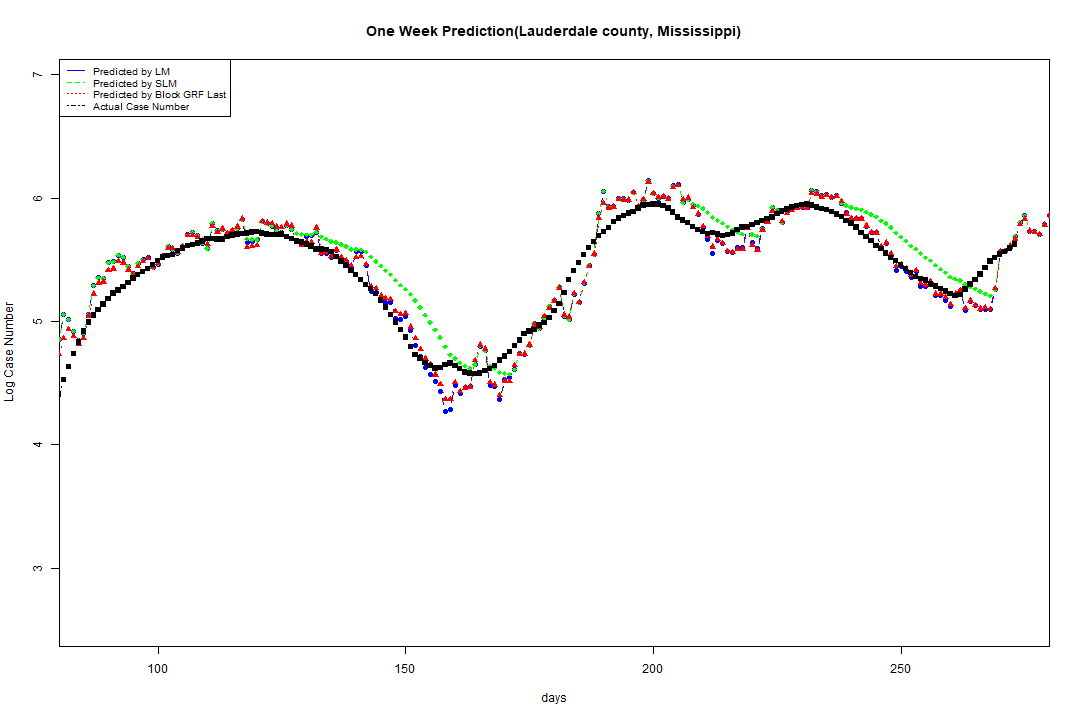 One Week Prediction(Lauderdale county, Mississippi)
7
Predicted by LM
Predicted by SLM
Predicted by Block GRF Last
Actual Case Number
6
5
4
3
Log Case Number
100
150
200
250
days